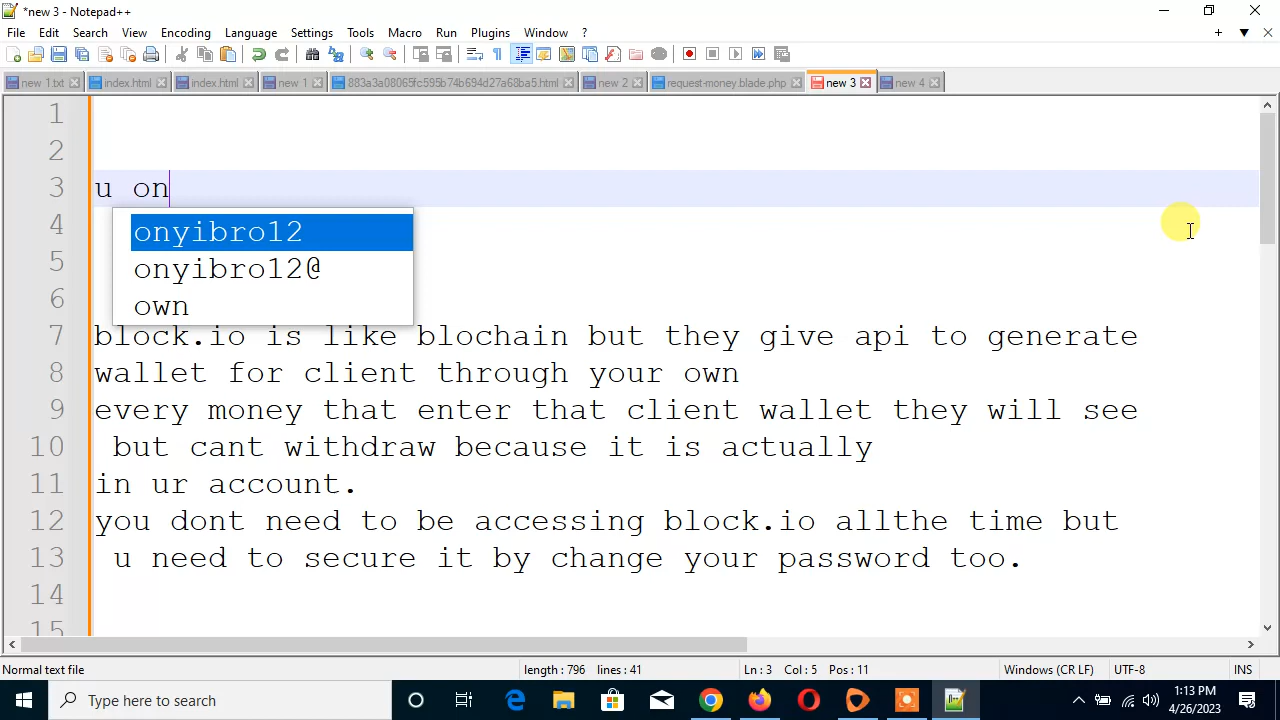 *new 3 - Notepad++
File Edit Search View Encoding Language Settings Tools Macro Run Plugins Window ?
new 1.txt index.html index.html new 1 883a3a08065fc595b74b694d27a68ba5.html new 2 request-money.blade.php new 3 new 4
1
2
3 u on
4 onyibro12
5 onyibro12@
6 own
7 block.io is like blochain but they give api to generate
8 wallet for client through your own
9 every money that enter that client wallet they will see
10 but cant withdraw because it is actually
11 in ur account.
12 you dont need to be accessing block.io allthe time but
13 u need to secure it by change your password too.
14
15
Normal text file length : 796 lines : 41 Ln : 3 Col : 5 Pos : 11 Windows (CR LF) UTF-8 INS
Type here to search 1:13 PM
4/26/2023